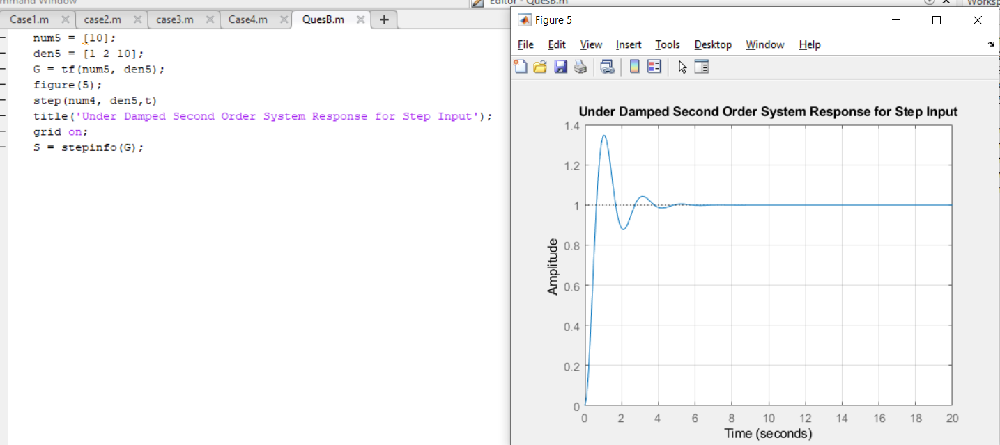 mmand Window
Editor - QuesB.m
Works
Case1.m
case2.m
case3.m
Case4.m
QuesB.m
num5 = [10];
den5 = [1 2 10];
G = tf(num5, den5);
figure(5);
step(num4, den5,t)
title('Under Damped Second Order System Response for Step Input');
grid on;
S = stepinfo(G);
Figure 5
File Edit View Insert Tools Desktop Window Help
Under Damped Second Order System Response for Step Input
1.4
1.2
1
0.8
0.6
0.4
0.2
0
Amplitude
0 2 4 6 8 10 12 14 16 18 20
Time (seconds)